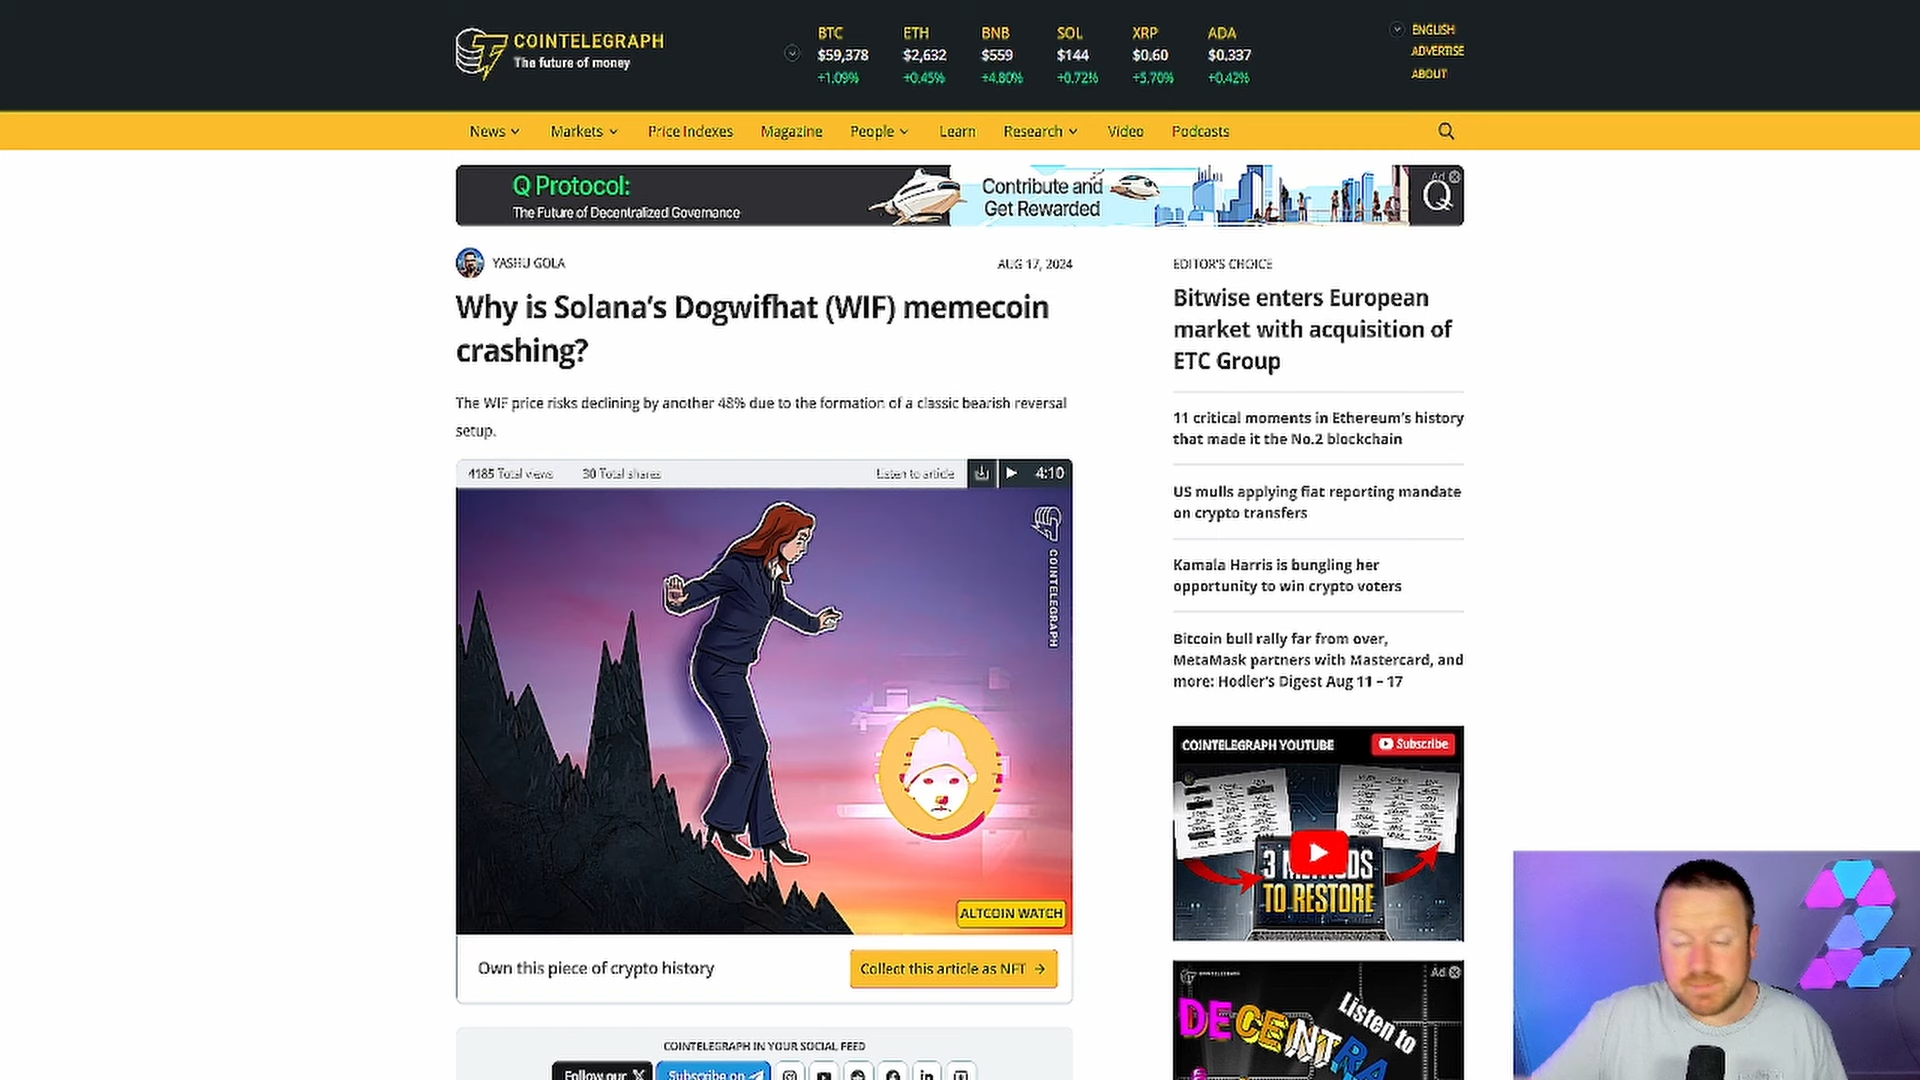 COINTELEGRAPH
The future of money
BTC ETH BNB SOL XRP ADA
$59,378 $2,632 $559 $144 $0.60 $0.337
+1.09% +0.45% +4.80% +0.72% +5.70% +0.42%
ENGLISH
ADVERTISE
ABOUT
News Markets Price Indexes Magazine People Learn Research Video Podcasts
Q Protocol:
The Future of Decentralized Governance
Contribute and
Get Rewarded
Ad
Q
YASHU GOLA
AUG 17, 2024
Why is Solana's Dogwifhat (WIF) memecoin
crashing?
The WIF price risks declining by another 48% due to the formation of a classic bearish reversal
setup.
4185 Total views 30 Total shares Listen to article 4:10
COINTELEGRAPH
ALTCOIN WATCH
Own this piece of crypto history
Collect this article as NFT →
COINTELEGRAPH IN YOUR SOCIAL FEED
Follow our X
Subscribe on
EDITOR'S CHOICE
Bitwise enters European
market with acquisition of
ETC Group
11 critical moments in Ethereum's history
that made it the No.2 blockchain
US mulls applying fiat reporting mandate
on crypto transfers
Kamala Harris is bungling her
opportunity to win crypto voters
Bitcoin bull rally far from over,
MetaMask partners with Mastercard, and
more: Hodler's Digest Aug 11 – 17
COINTELEGRAPH YOUTUBE
Subscribe
TO RESTORE
Ad
Listen to